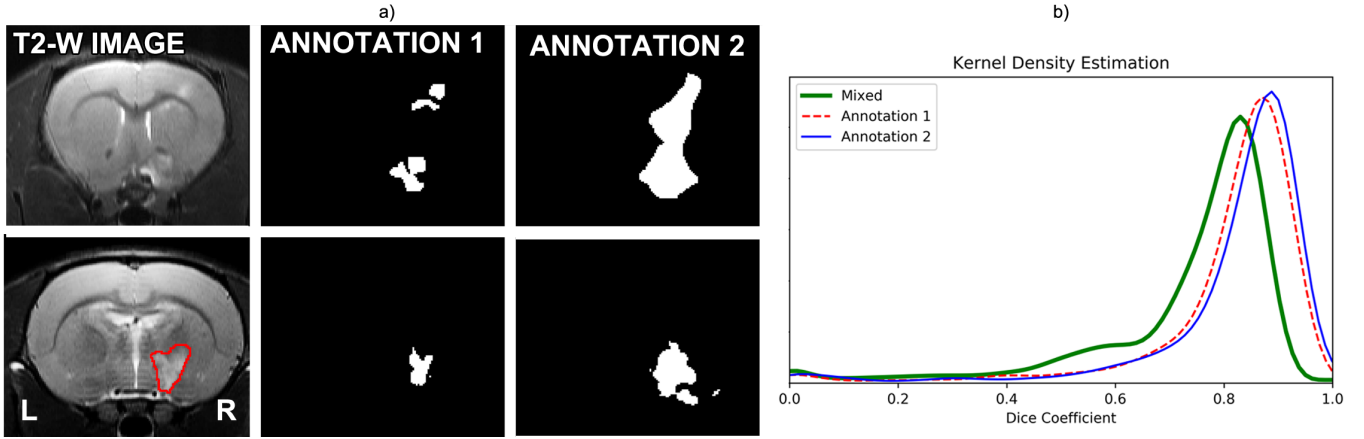 a)
b)
T2-W IMAGE
ANNOTATION 1
ANNOTATION 2
L
R
Kernel Density Estimation
Mixed
Annotation 1
Annotation 2
0.0 0.2 0.4 0.6 0.8 1.0
Dice Coefficient